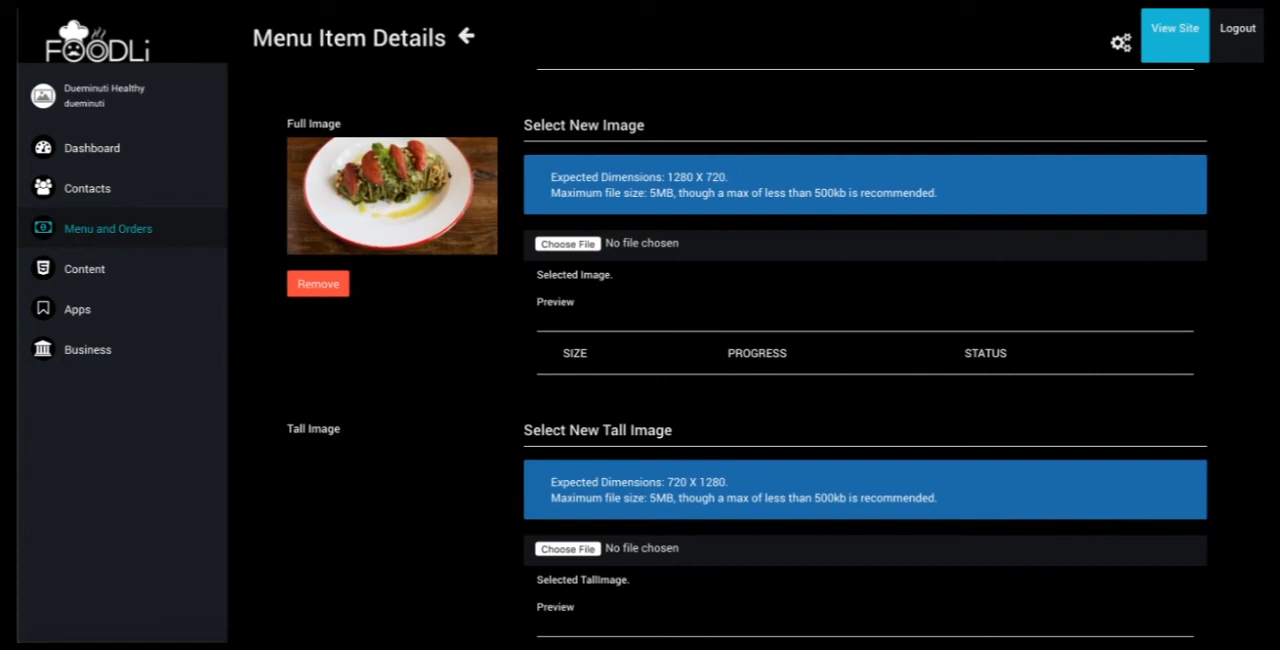 FOODLi
Menu Item Details
View Site
Logout
Dueminuti Healthy
dueminuti
Dashboard
Contacts
Menu and Orders
Content
Apps
Business
Full Image
Remove
Select New Image
Expected Dimensions: 1280 X 720.
Maximum file size: 5MB, though a max of less than 500kb is recommended.
Choose File No file chosen
Selected Image.
Preview
SIZE PROGRESS STATUS
Tall Image
Select New Tall Image
Expected Dimensions: 720 X 1280.
Maximum file size: 5MB, though a max of less than 500kb is recommended.
Choose File No file chosen
Selected TallImage.
Preview